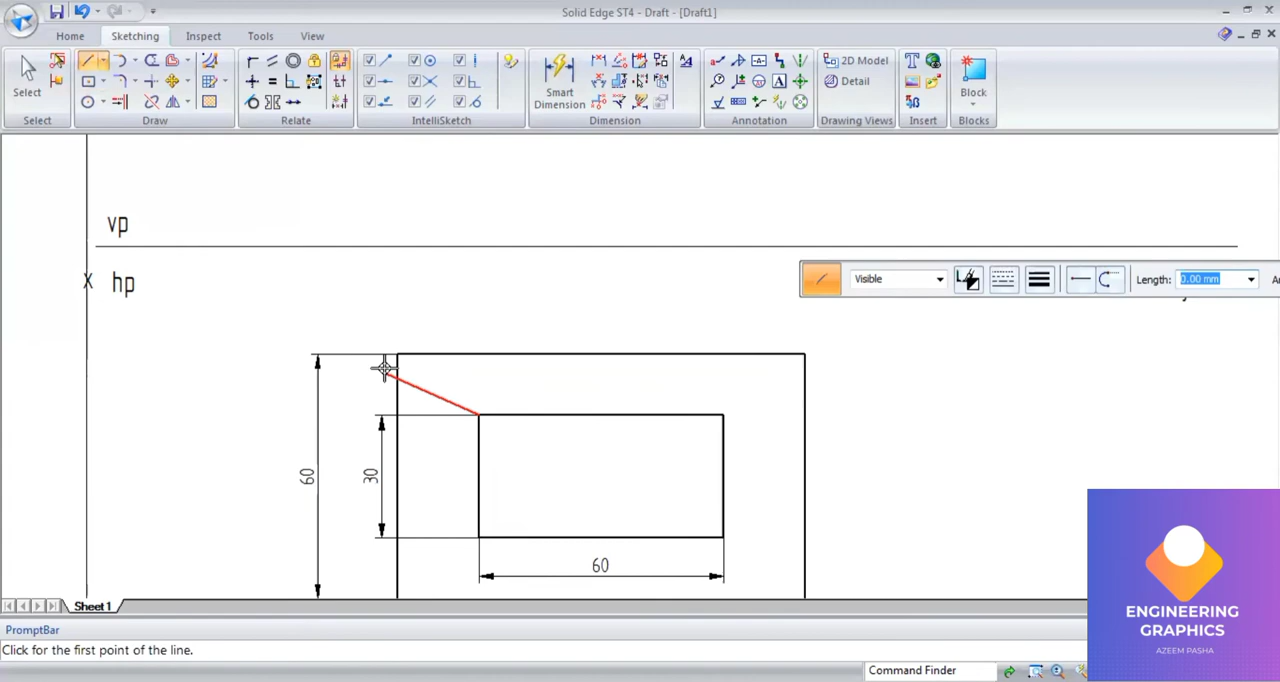 Solid Edge ST4 - Draft - [Draft1]
Home Sketching Inspect Tools View
Select
Smart
Dimension
2D Model
Detail
Block
Select Draw Relate IntelliSketch Dimension Annotation Drawing Views Insert Blocks
vp
X hp
Visible Length: 0.00 mm
60
30
60
Sheet1
PromptBar
Click for the first point of the line.
Command Finder
ENGINEERING
GRAPHICS
AZEEM PASHA